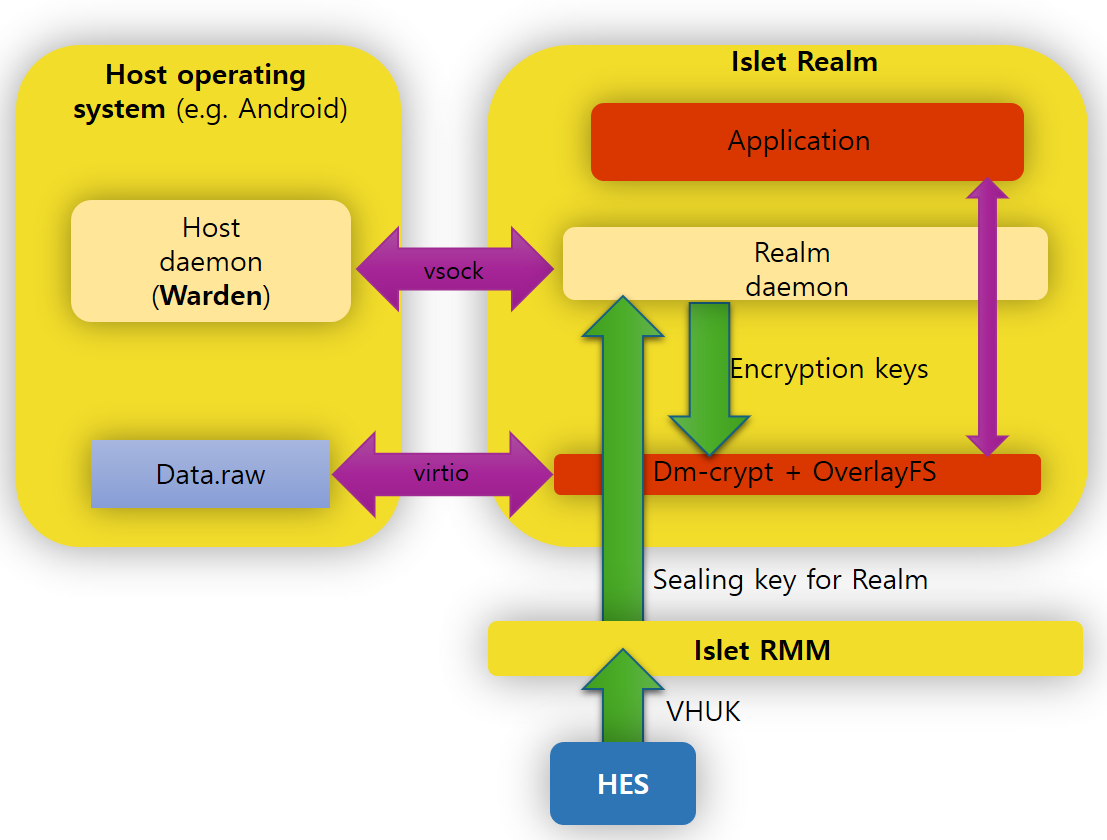 Host operating
system (e.g. Android)
Host
daemon
(Warden)
Data.raw
vsock
virtio
Islet Realm
Application
Realm
daemon
Encryption keys
Dm-crypt + OverlayFS
Sealing key for Realm
Islet RMM
VHUK
HES